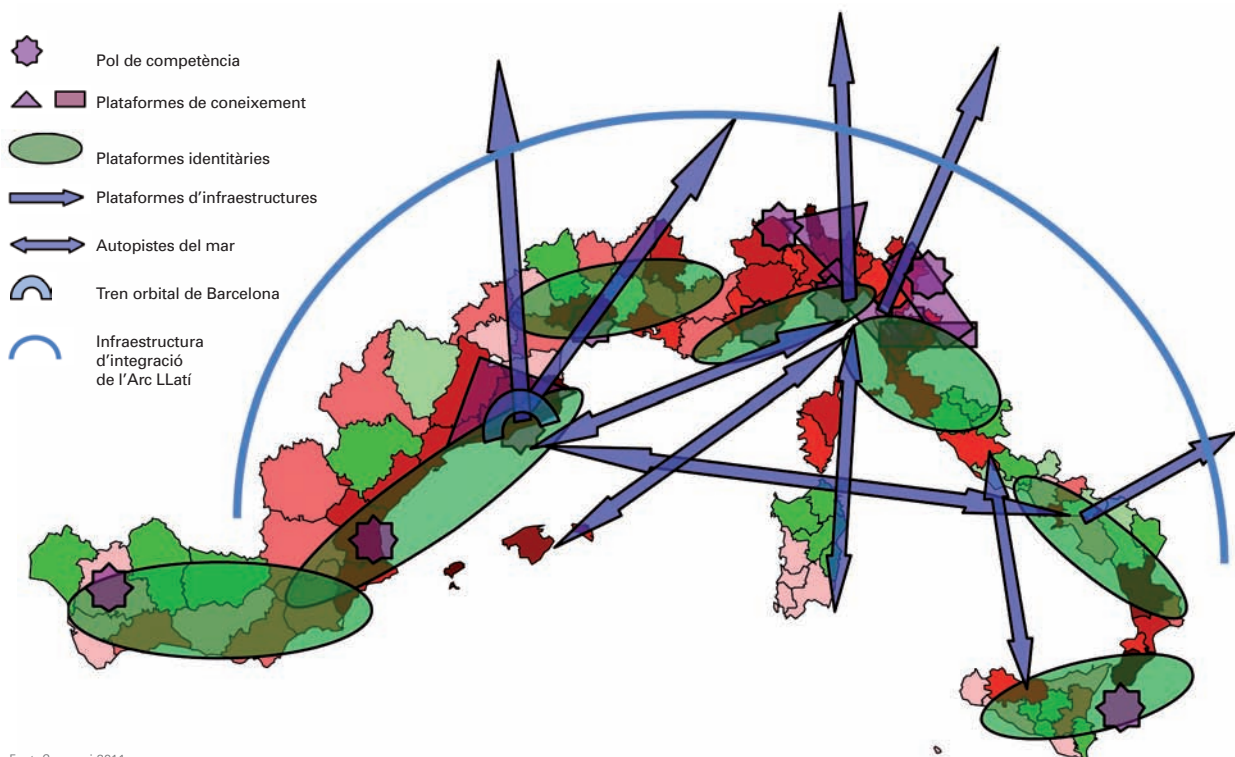 Pol de competència
Plataformes de coneixement
Plataformes identitàries
Plataformes d'infraestructures
Autopistes del mar
Tren orbital de Barcelona
Infraestructura
d'integració
de l'Arc LLatí